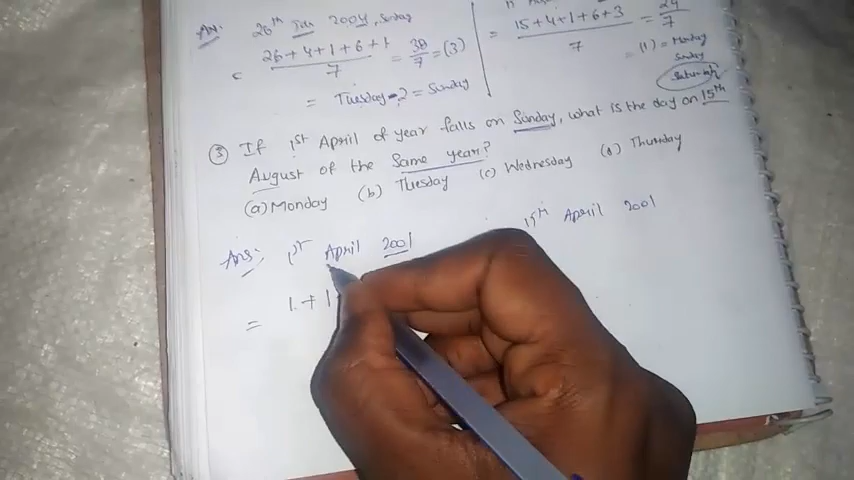 Ans: 26th Jan 2004, Sunday
26+4+1+6+1 / 7 = 38/7 = (3)
= Tuesday - 2 = Sunday
15+4+1+6+3 / 7 = 29/7
= (1) = Monday
Sunday
Saturday
③ If 1st April of year falls on Sunday, what is the day on 15th
August of the Same year?
(a) Monday (b) Tuesday (c) Wednesday (d) Thursday
Ans: 1st April 2001
April 2001
= 1 + 1